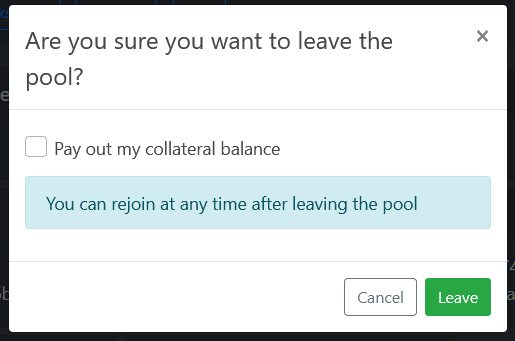 Are you sure you want to leave the
pool?
×
Pay out my collateral balance
You can rejoin at any time after leaving the pool
Cancel
Leave